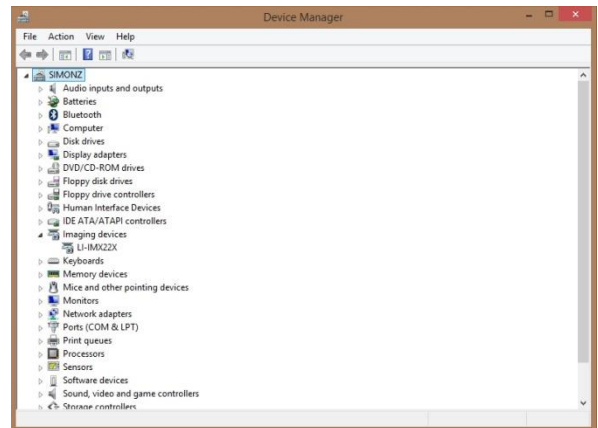 Device Manager
File Action View Help
SIMONZ
Audio inputs and outputs
Batteries
Bluetooth
Computer
Disk drives
Display adapters
DVD/CD-ROM drives
Floppy disk drives
Floppy drive controllers
Human Interface Devices
IDE ATA/ATAPI controllers
Imaging devices
LI-IMX22X
Keyboards
Memory devices
Mice and other pointing devices
Monitors
Network adapters
Ports (COM & LPT)
Print queues
Processors
Sensors
Software devices
Sound, video and game controllers
Storage controllers